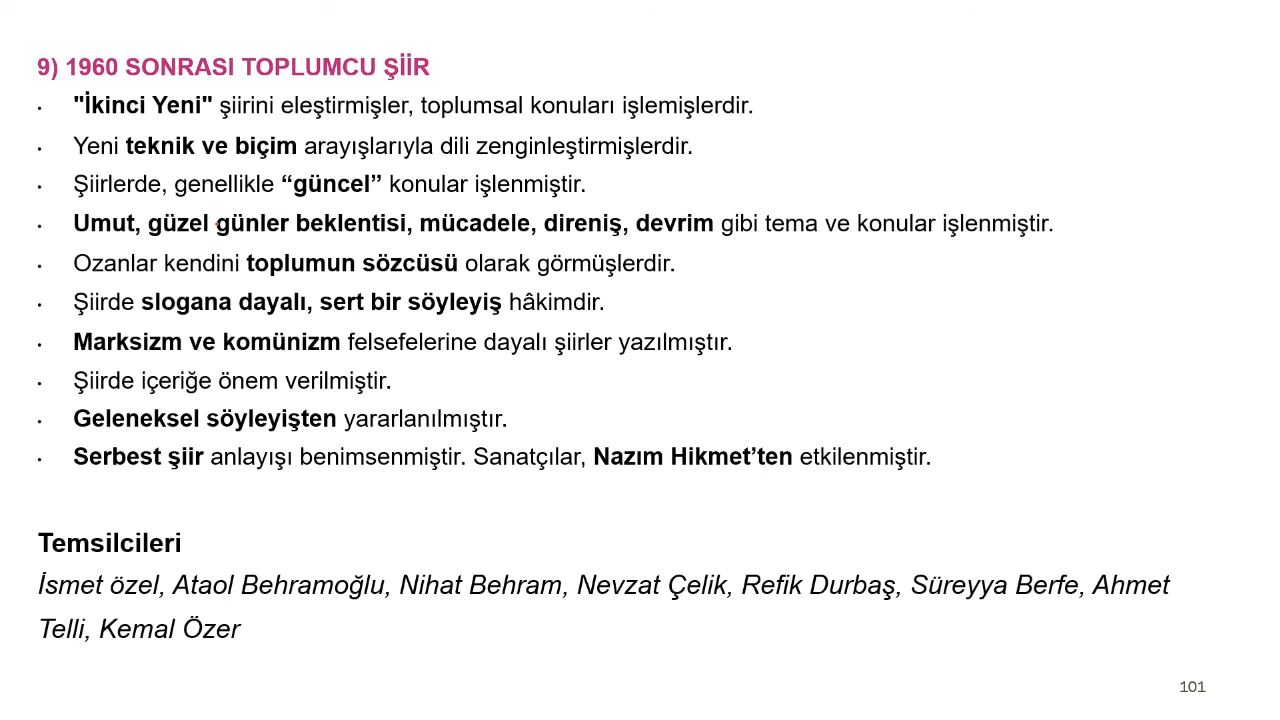 9) 1960 SONRASI TOPLUMCU ŞİİR
• "İkinci Yeni" şiirini eleştirmişler, toplumsal konuları işlemişlerdir.
• Yeni teknik ve biçim arayışlarıyla dili zenginleştirmişlerdir.
• Şiirlerde, genellikle “güncel” konular işlenmiştir.
• Umut, güzel günler beklentisi, mücadele, direniş, devrim gibi tema ve konular işlenmiştir.
• Ozanlar kendini toplumun sözcüsü olarak görmüşlerdir.
• Şiirde slogana dayalı, sert bir söyleyiş hâkimdir.
• Marksizm ve komünizm felsefelerine dayalı şiirler yazılmıştır.
• Şiirde içeriğe önem verilmiştir.
• Geleneksel söyleyişten yararlanılmıştır.
• Serbest şiir anlayışı benimsenmiştir. Sanatçılar, Nazım Hikmet’ten etkilenmiştir.
Temsilcileri
İsmet özel, Ataol Behramoğlu, Nihat Behram, Nevzat Çelik, Refik Durbaş, Süreyya Berfe, Ahmet
Telli, Kemal Özer
101